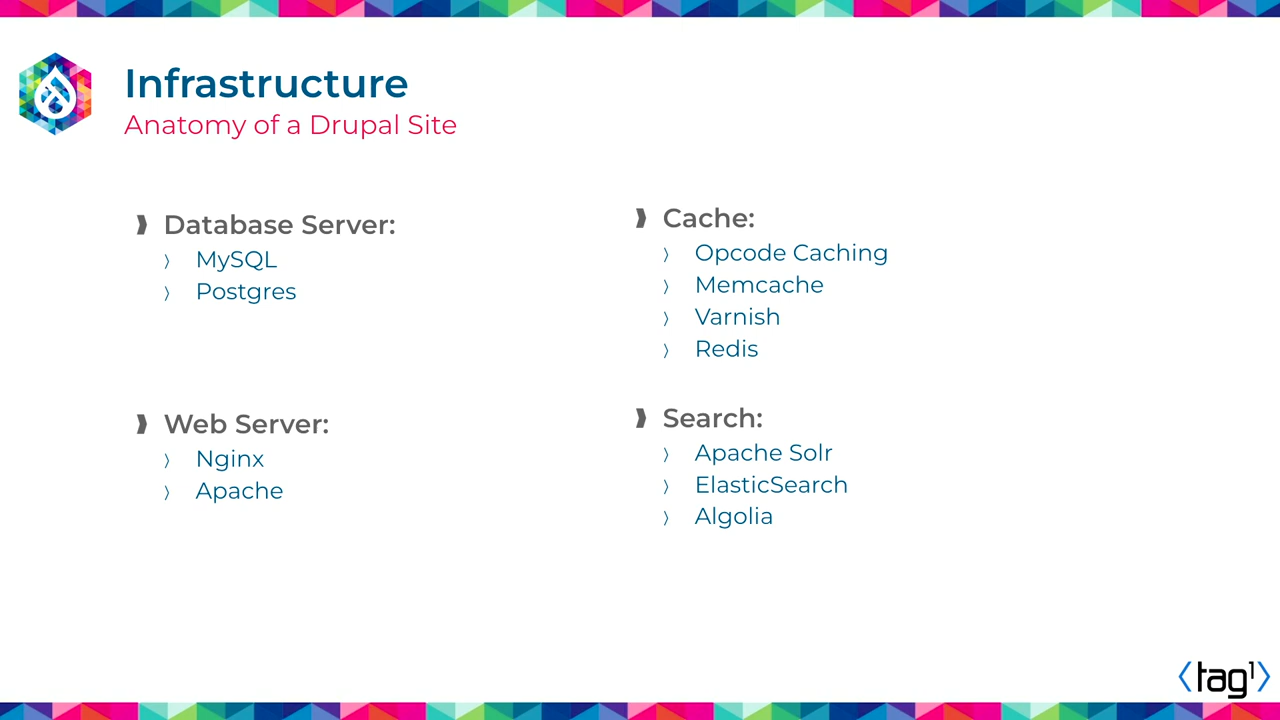 Infrastructure
Anatomy of a Drupal Site
Database Server:
MySQL
Postgres
Web Server:
Nginx
Apache
Cache:
Opcode Caching
Memcache
Varnish
Redis
Search:
Apache Solr
ElasticSearch
Algolia
tag1